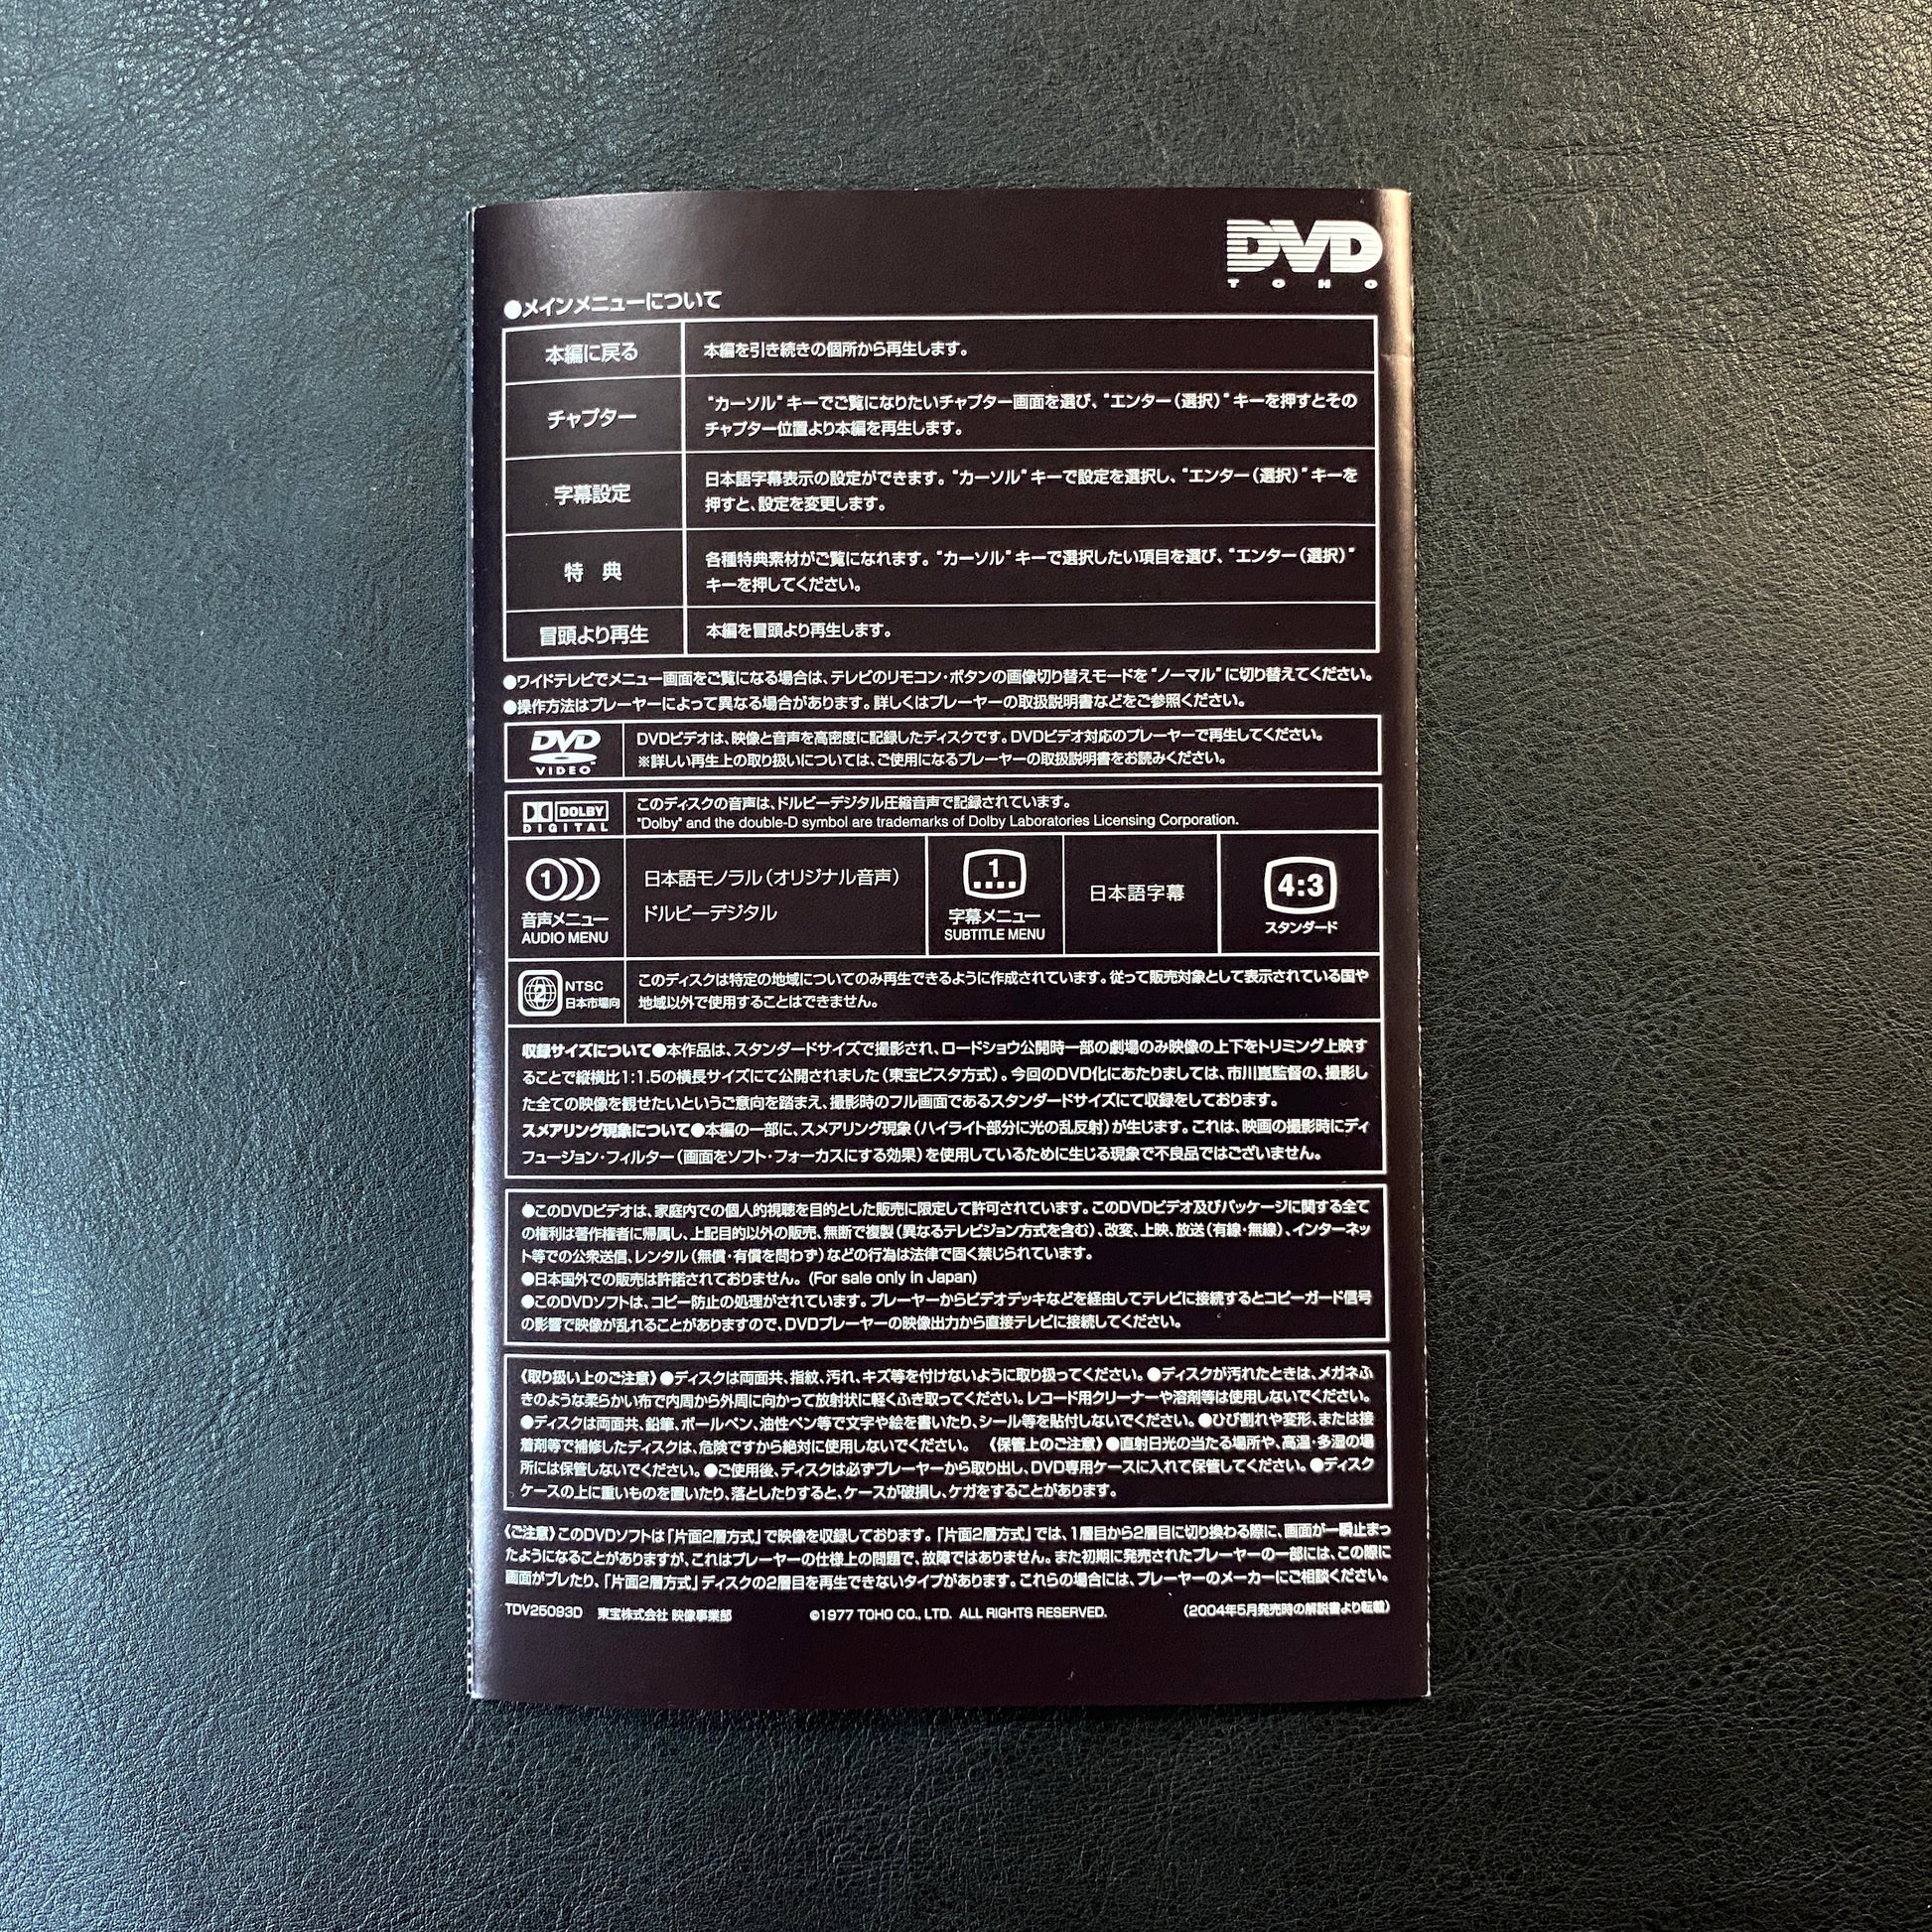 DVD
TOHO
●メインメニューについて
本編に戻る
本編を引き続きの個所から再生します。
チャプター
“カーソル”キーでご覧になりたいチャプター画面を選び、“エンター(選択)”キーを押すとその
チャプター位置より本編を再生します。
字幕設定
日本語字幕表示の設定ができます。“カーソル”キーで設定を選択し、“エンター(選択)”キーを
押すと、設定を変更します。
特 典
各種特典素材がご覧になれます。“カーソル”キーで選択したい項目を選び、“エンター(選択)”
キーを押してください。
冒頭より再生
本編を冒頭より再生します。
●ワイドテレビでメニュー画面をご覧になる場合は、テレビのリモコン・ボタンの画像切り替えモードを“ノーマル”に切り替えてください。
●操作方法はプレーヤーによって異なる場合があります。詳しくはプレーヤーの取扱説明書などをご参照ください。
DVD
VIDEO
DVDビデオは、映像と音声を高密度に記録したディスクです。DVDビデオ対応のプレーヤーで再生してください。
※詳しい再生上の取り扱いについては、ご使用になるプレーヤーの取扱説明書をお読みください。
DOLBY
DIGITAL
このディスクの音声は、ドルビーデジタル圧縮音声で記録されています。
"Dolby" and the double-D symbol are trademarks of Dolby Laboratories Licensing Corporation.
1
音声メニュー
AUDIO MENU
日本語モノラル(オリジナル音声)
ドルビーデジタル
1
字幕メニュー
SUBTITLE MENU
日本語字幕
4:3
スタンダード
2
NTSC
日本市場向
このディスクは特定の地域についてのみ再生できるように作成されています。従って販売対象として表示されている国や
地域以外で使用することはできません。
収録サイズについて●本作品は、スタンダードサイズで撮影され、ロードショウ公開時一部の劇場のみ映像の上下をトリミング上映す
ることで縦横比1:1.5の横長サイズにて公開されました(東宝ビスタ方式)。今回のDVD化にあたりましては、市川崑監督の、撮影し
た全ての映像を観せたいというご意向を踏まえ、撮影時のフル画面であるスタンダードサイズにて収録をしております。
スメアリング現象について●本編の一部に、スメアリング現象(ハイライト部分に光の乱反射)が生じます。これは、映画の撮影時にディ
フュージョン・フィルター(画面をソフト・フォーカスにする効果)を使用しているために生じる現象で不良品ではございません。
●このDVDビデオは、家庭内での個人的視聴を目的とした販売に限定して許可されています。このDVDビデオ及びパッケージに関する全て
の権利は著作権者に帰属し、上記目的以外の販売、無断で複製(異なるテレビジョン方式を含む)、改変、上映、放送(有線・無線)、インターネッ
ト等での公衆送信、レンタル(無償・有償を問わず)などの行為は法律で固く禁じられています。
●日本国外での販売は許諾されておりません。(For sale only in Japan)
●このDVDソフトは、コピー防止の処理がされています。プレーヤーからビデオデッキなどを経由してテレビに接続するとコピーガード信号
の影響で映像が乱れることがありますので、DVDプレーヤーの映像出力から直接テレビに接続してください。
《取り扱い上のご注意》●ディスクは両面共、指紋、汚れ、キズ等を付けないように取り扱ってください。●ディスクが汚れたときは、メガネふ
きのような柔らかい布で内周から外周に向かって放射状に軽くふき取ってください。レコード用クリーナーや溶剤等は使用しないでください。
●ディスクは両面共、鉛筆、ボールペン、油性ペン等で文字や絵を書いたり、シール等を貼付しないでください。●ひび割れや変形、または接
着剤等で補修したディスクは、危険ですから絶対に使用しないでください。 《保管上のご注意》●直射日光の当たる場所や、高温・多湿の場
所には保管しないでください。●ご使用後、ディスクは必ずプレーヤーから取り出し、DVD専用ケースに入れて保管してください。●ディスク
ケースの上に重いものを置いたり、落としたりすると、ケースが破損し、ケガをすることがあります。
《ご注意》このDVDソフトは「片面2層方式」で映像を収録しております。「片面2層方式」では、1層目から2層目に切り換わる際に、画面が一瞬止まっ
たようになることがありますが、これはプレーヤーの仕様上の問題で、故障ではありません。また初期に発売されたプレーヤーの一部には、この際に
画面がブレたり、「片面2層方式」ディスクの2層目を再生できないタイプがあります。これらの場合には、プレーヤーのメーカーにご相談ください。
TDV25093D 東宝株式会社 映像事業部 ©1977 TOHO CO., LTD. ALL RIGHTS RESERVED. (2004年5月発売時の解説書より転載)